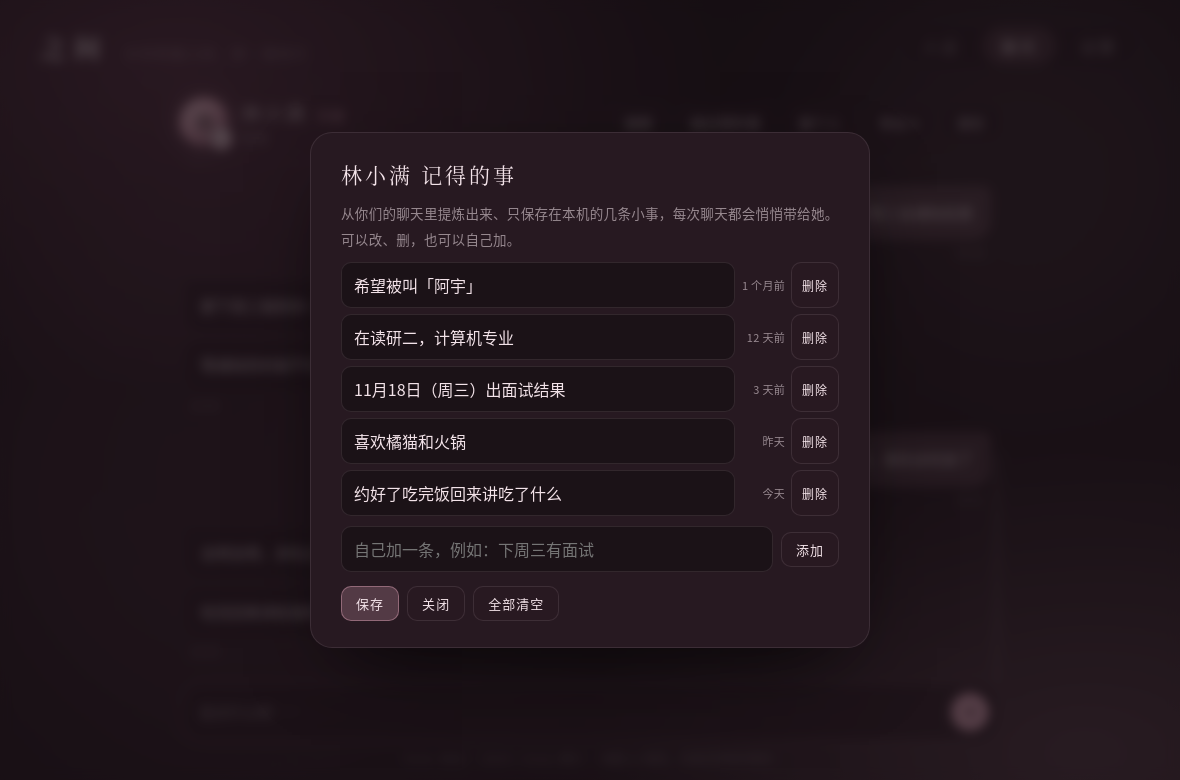 林小满 记得的事
从你们的聊天里提炼出来、只保存在本机的几条小事，每次聊天都会悄悄带给她。
可以改、删，也可以自己加。
希望被叫「阿宇」 1 个月前 删除
在读研二，计算机专业 12 天前 删除
11月18日（周三）出面试结果 3 天前 删除
喜欢橘猫和火锅 昨天 删除
约好了吃完饭回来讲吃了什么 今天 删除
自己加一条，例如：下周三有面试 添加
保存 关闭 全部清空